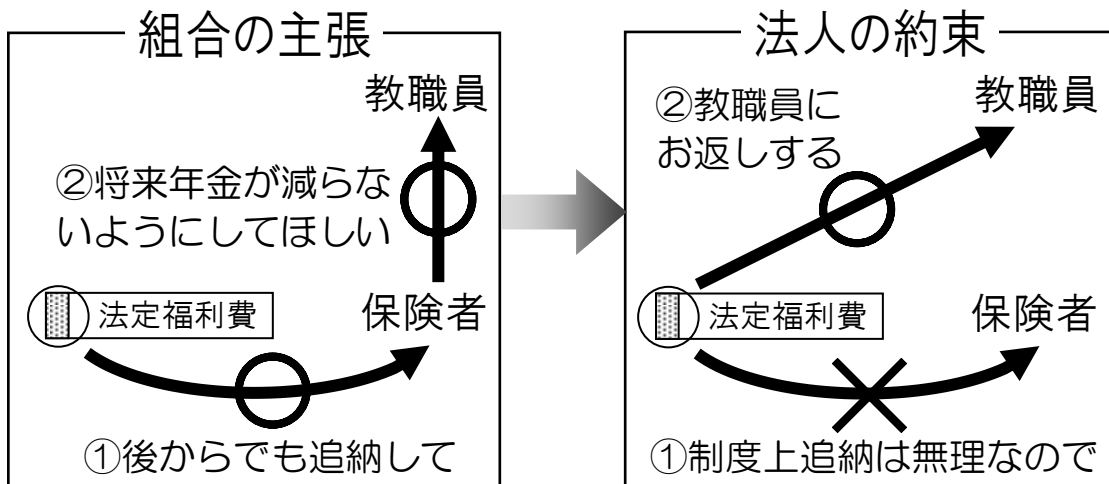 組合の主張
教職員
②将来年金が減らな
いようにしてほしい
法定福利費
保険者
①後からでも追納して
法人の約束
②教職員に
お返しする
教職員
法定福利費
保険者
①制度上追納は無理なので